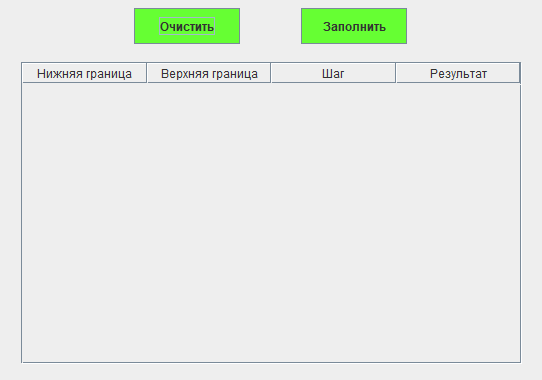 Очистить Заполнить
Нижняя граница Верхняя граница Шаг Результат